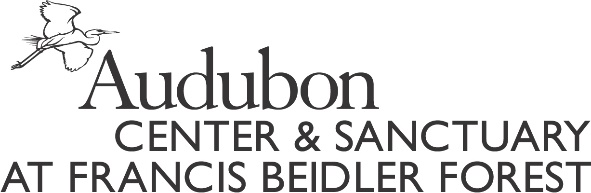 Audubon
CENTER & SANCTUARY
AT FRANCIS BEIDLER FOREST